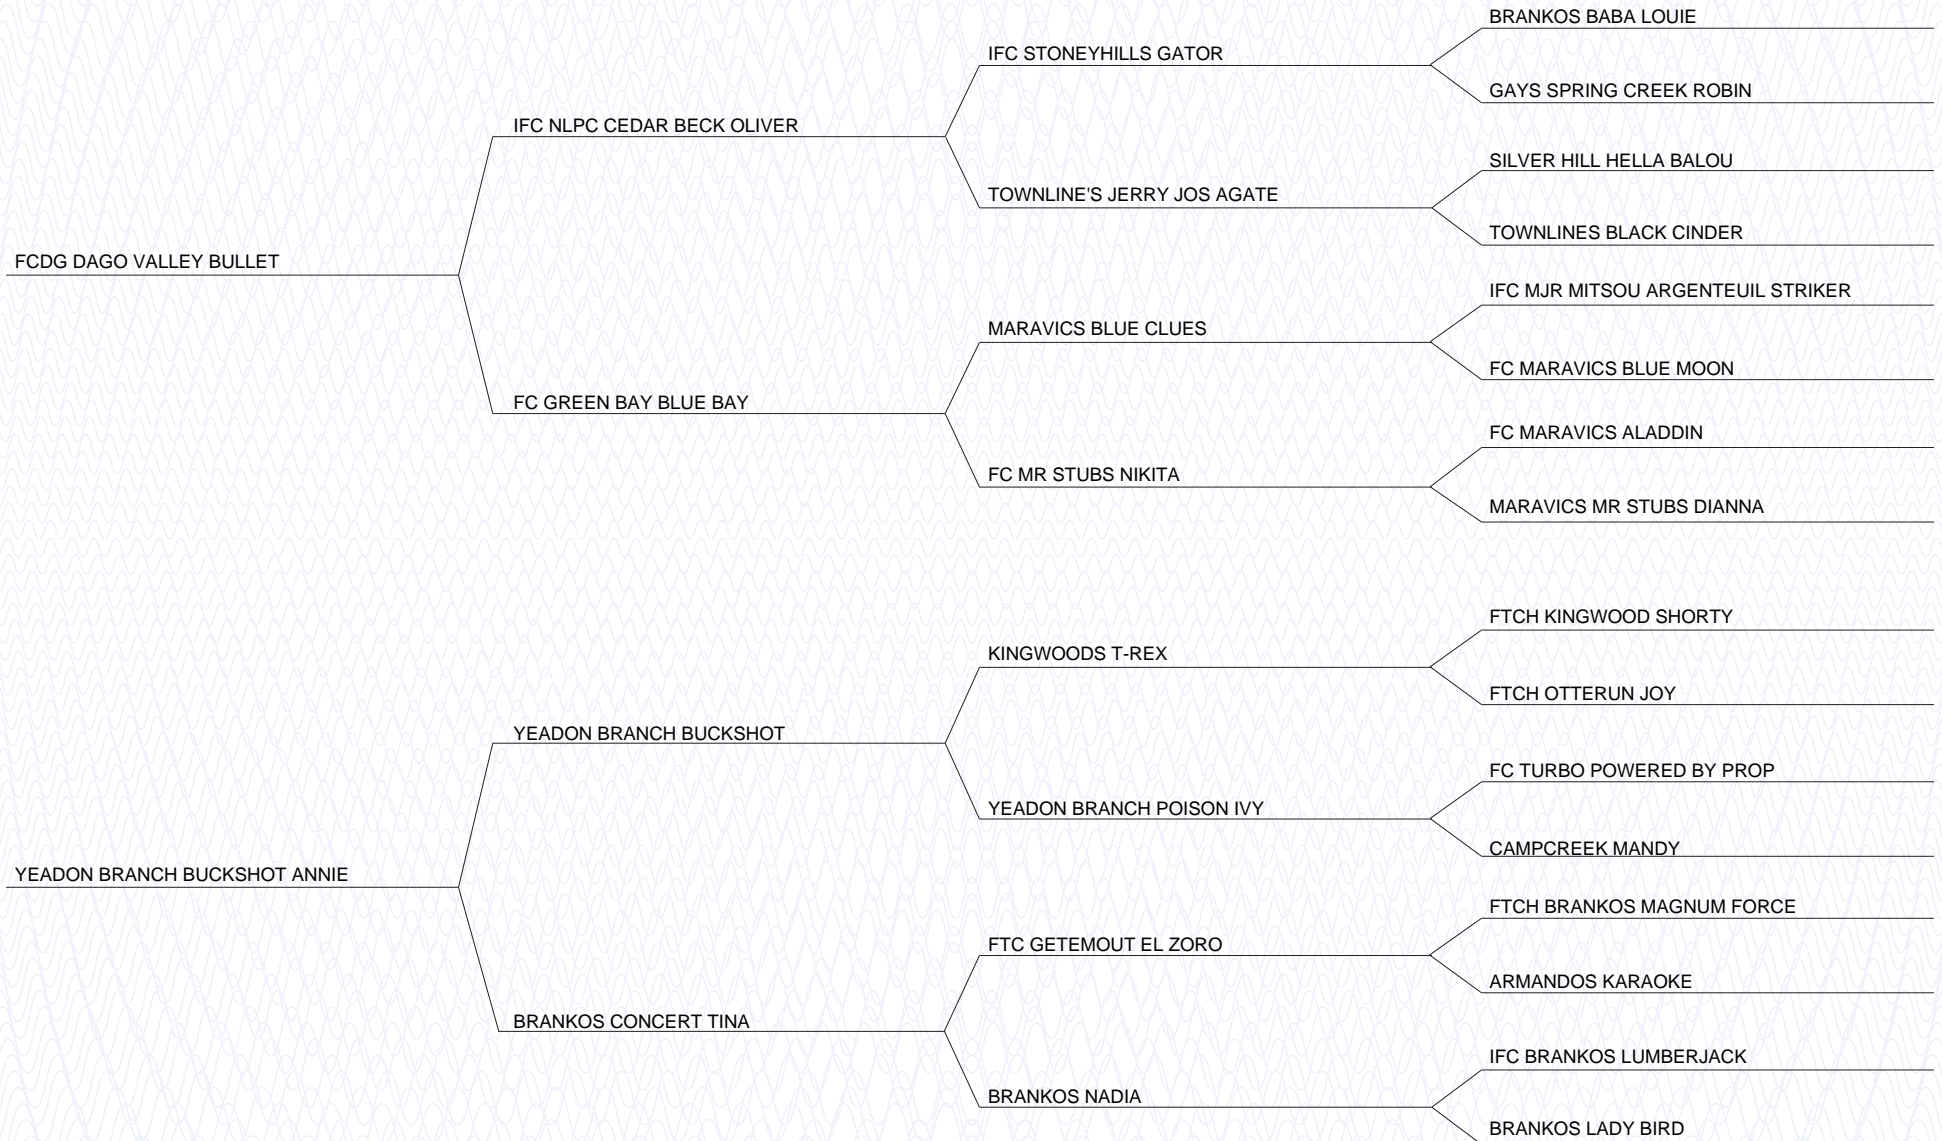 BRANKOS BABA LOUIE
IFC STONEYHILLS GATOR
GAYS SPRING CREEK ROBIN
IFC NLPC CEDAR BECK OLIVER
SILVER HILL HELLA BALOU
TOWNLINE'S JERRY JOS AGATE
TOWNLINES BLACK CINDER
FCDG DAGO VALLEY BULLET
IFC MJR MITSOU ARGENTEUIL STRIKER
MARAVICS BLUE CLUES
FC MARAVICS BLUE MOON
FC GREEN BAY BLUE BAY
FC MARAVICS ALADDIN
FC MR STUBS NIKITA
MARAVICS MR STUBS DIANNA
FTCH KINGWOOD SHORTY
KINGWOODS T-REX
FTCH OTTERUN JOY
YEADON BRANCH BUCKSHOT
FC TURBO POWERED BY PROP
YEADON BRANCH POISON IVY
CAMPCREEK MANDY
YEADON BRANCH BUCKSHOT ANNIE
FTCH BRANKOS MAGNUM FORCE
FTC GETEMOUT EL ZORO
ARMANDOS KARAOKE
BRANKOS CONCERT TINA
IFC BRANKOS LUMBERJACK
BRANKOS NADIA
BRANKOS LADY BIRD